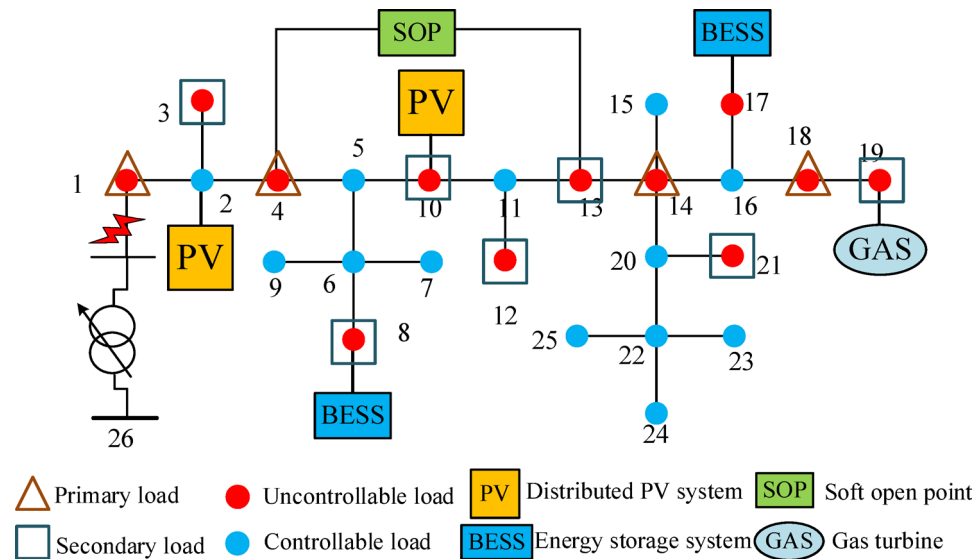 SOP
BESS
PV
3
15
17
18
19
5
1
2
4
10
11
13
14
16
PV
GAS
9
6
7
12
20
21
8
25
22
23
BESS
24
26
Primary load
Uncontrollable load
PV
Distributed PV system
SOP
Soft open point
Secondary load
Controllable load
BESS
Energy storage system
GAS
Gas turbine